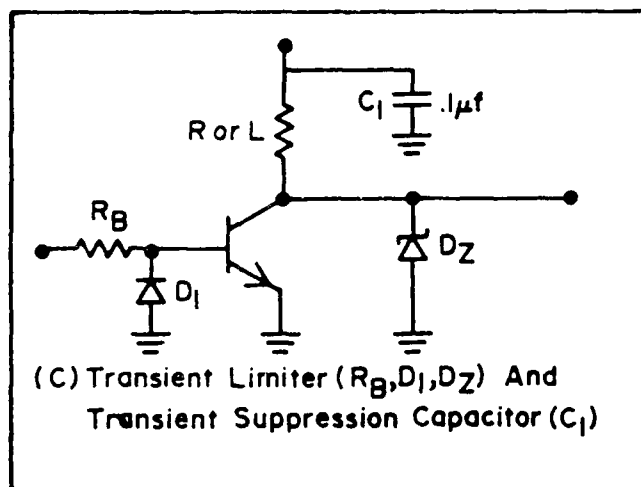 C1 .1μf
R or L
RB
D1
DZ
(C) Transient Limiter (RB,D1,DZ) And
Transient Suppression Capacitor (C1)